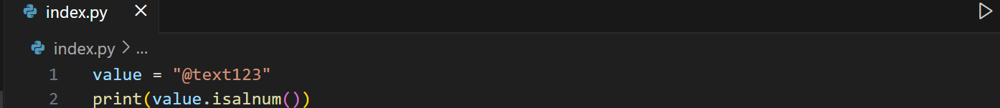 index.py ×
index.py > ...
1 value = "@text123"
2 print(value.isalnum())